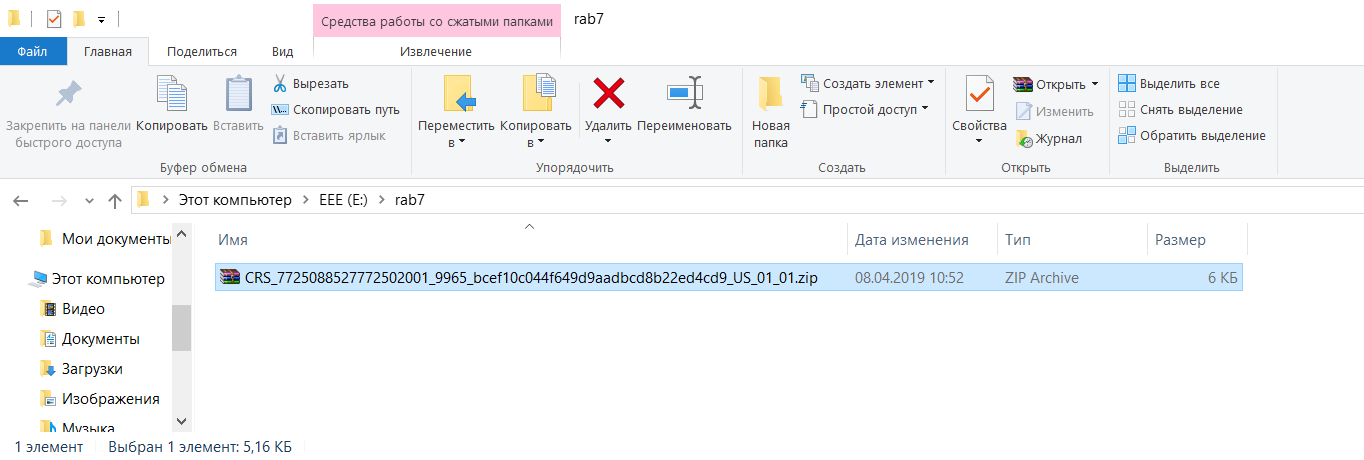 Средства работы со сжатыми папками rab7
Файл Главная Поделиться Вид Извлечение
Закрепить на панели быстрого доступа
Копировать
Вставить
Вырезать
Скопировать путь
Вставить ярлык
Буфер обмена
Переместить в
Копировать в
Удалить
Переименовать
Упорядочить
Новая папка
Создать элемент
Простой доступ
Создать
Свойства
Открыть
Изменить
Журнал
Открыть
Выделить все
Снять выделение
Обратить выделение
Выделить
Этот компьютер EEE (E:) rab7
Мои документы
Этот компьютер
Видео
Документы
Загрузки
Изображения
Музыка
Имя Дата изменения Тип Размер
CRS_7725088527772502001_9965_bcef10c044f649d9aadbcd8b22ed4cd9_US_01_01.zip 08.04.2019 10:52 ZIP Archive 6 КБ
1 элемент Выбран 1 элемент: 5,16 КБ